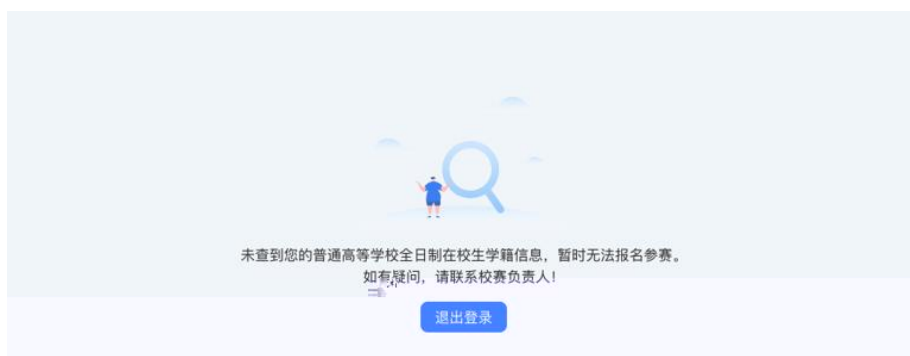 未查到您的普通高等学校全日制在校生学籍信息，暂时无法报名参赛。
如有疑问，请联系校赛负责人！
退出登录